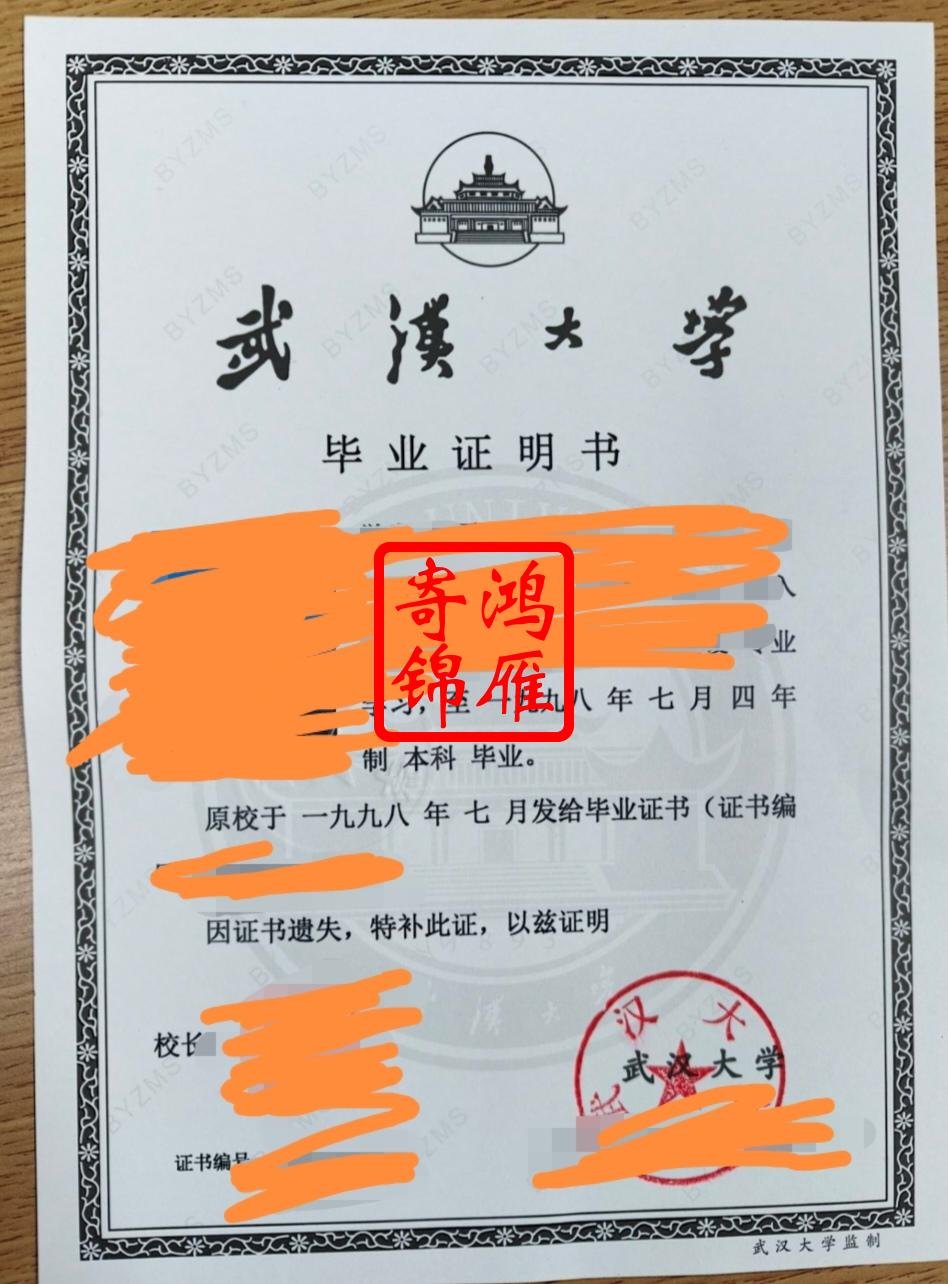 武漢大学
毕业证明书
专业
学习，至一九九八年七月四年
制 本科 毕业。
原校于 一九九八 年 七 月发给毕业证书（证书编
因证书遗失，特补此证，以兹证明
校长
武汉大学
证书编号
武汉大学监制
寄鸿
锦雁
BYZMS